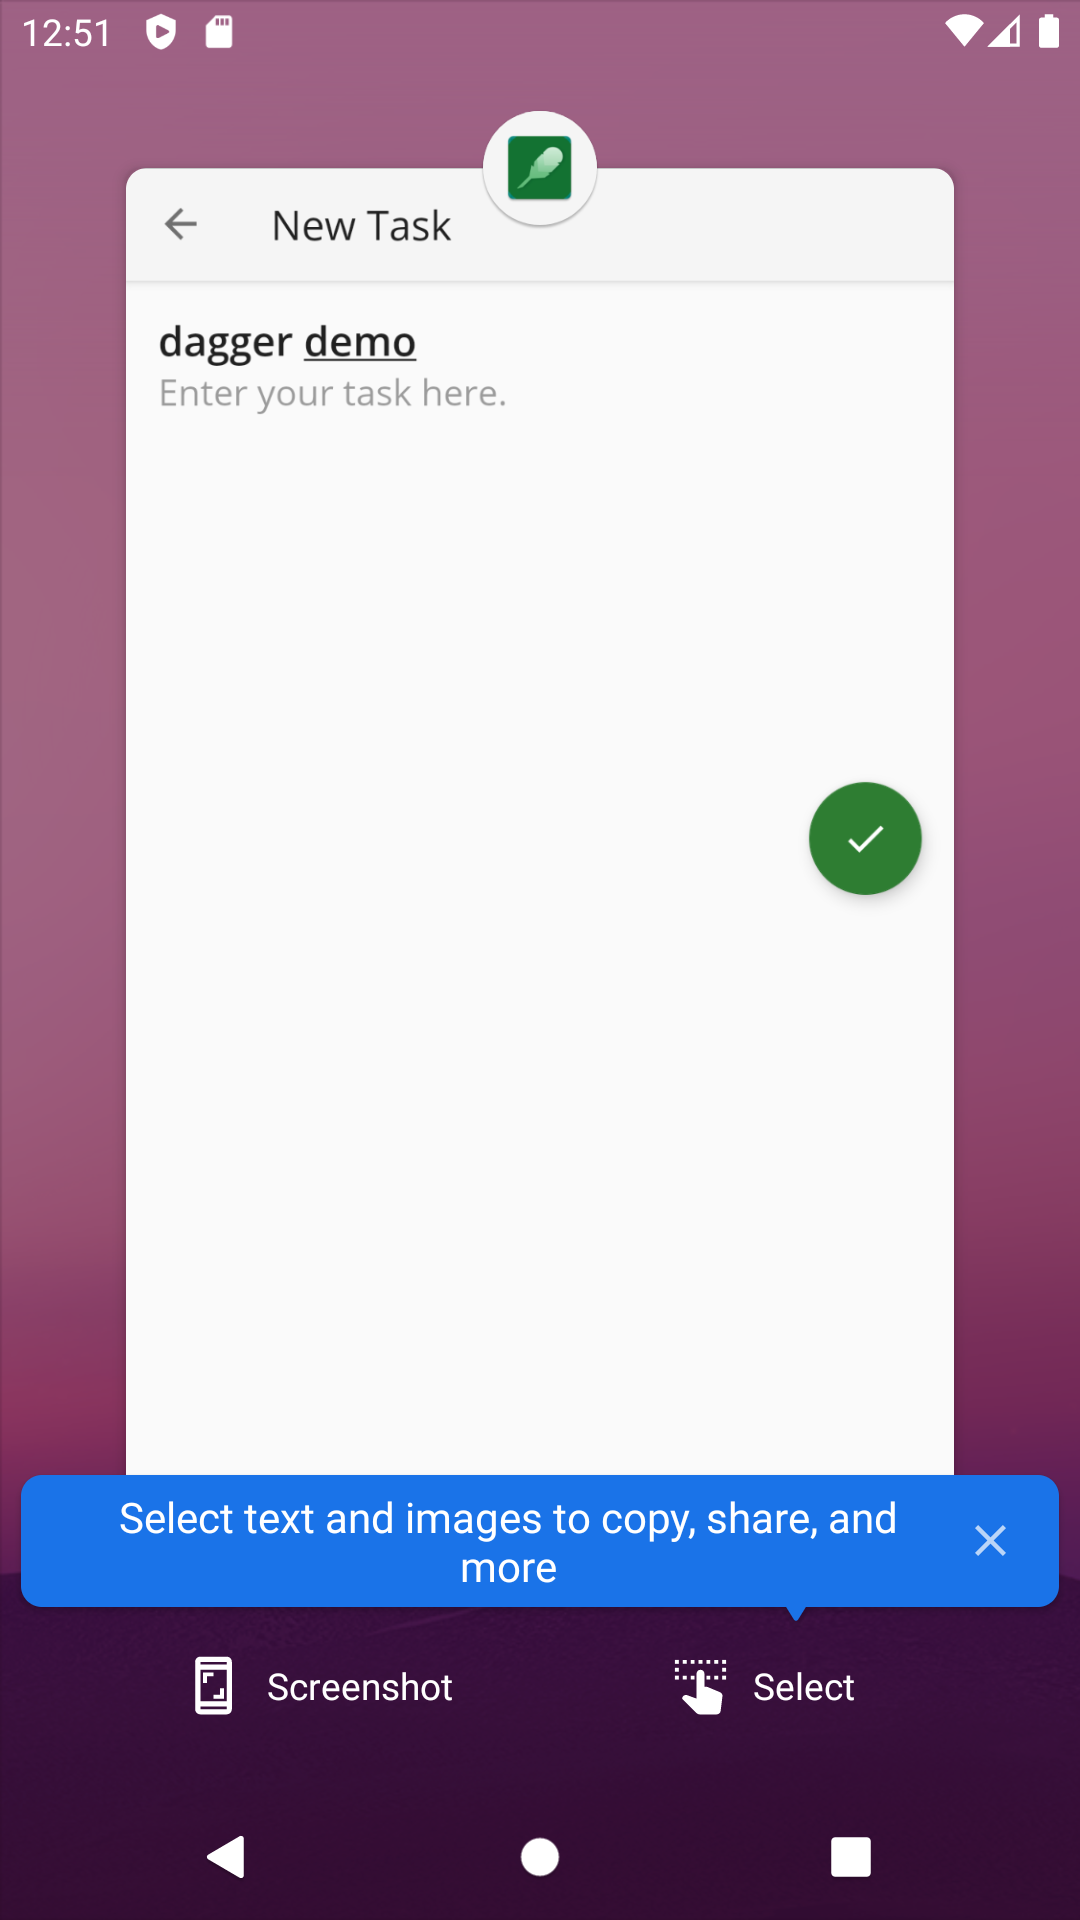 12:51
New Task
dagger demo
Enter your task here.
Select text and images to copy, share, and
more
Screenshot
Select